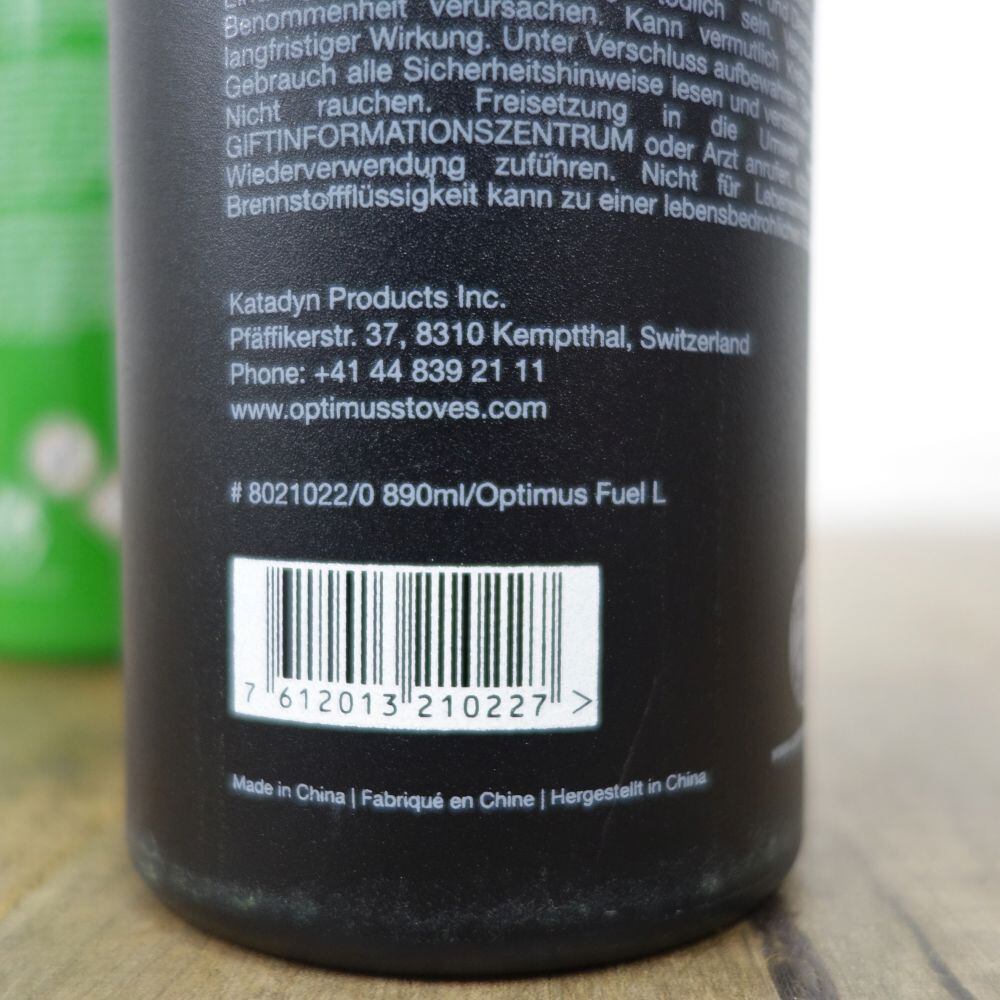 Benommenheit verursachen. Kann vermutlich
langfristiger Wirkung. Unter Verschluss aufbewahren.
Gebrauch alle Sicherheitshinweise lesen und
Nicht rauchen. Freisetzung in die Umwelt
GIFTINFORMATIONSZENTRUM oder Arzt anrufen
Wiederverwendung zuführen. Nicht für
Brennstoffflüssigkeit kann zu einer lebensbedrohlichen
Katadyn Products Inc.
Pfäffikerstr. 37, 8310 Kemptthal, Switzerland
Phone: +41 44 839 21 11
www.optimusstoves.com
# 8021022/0 890ml/Optimus Fuel L
7 612013 210227 >
Made in China | Fabriqué en Chine | Hergestellt in China